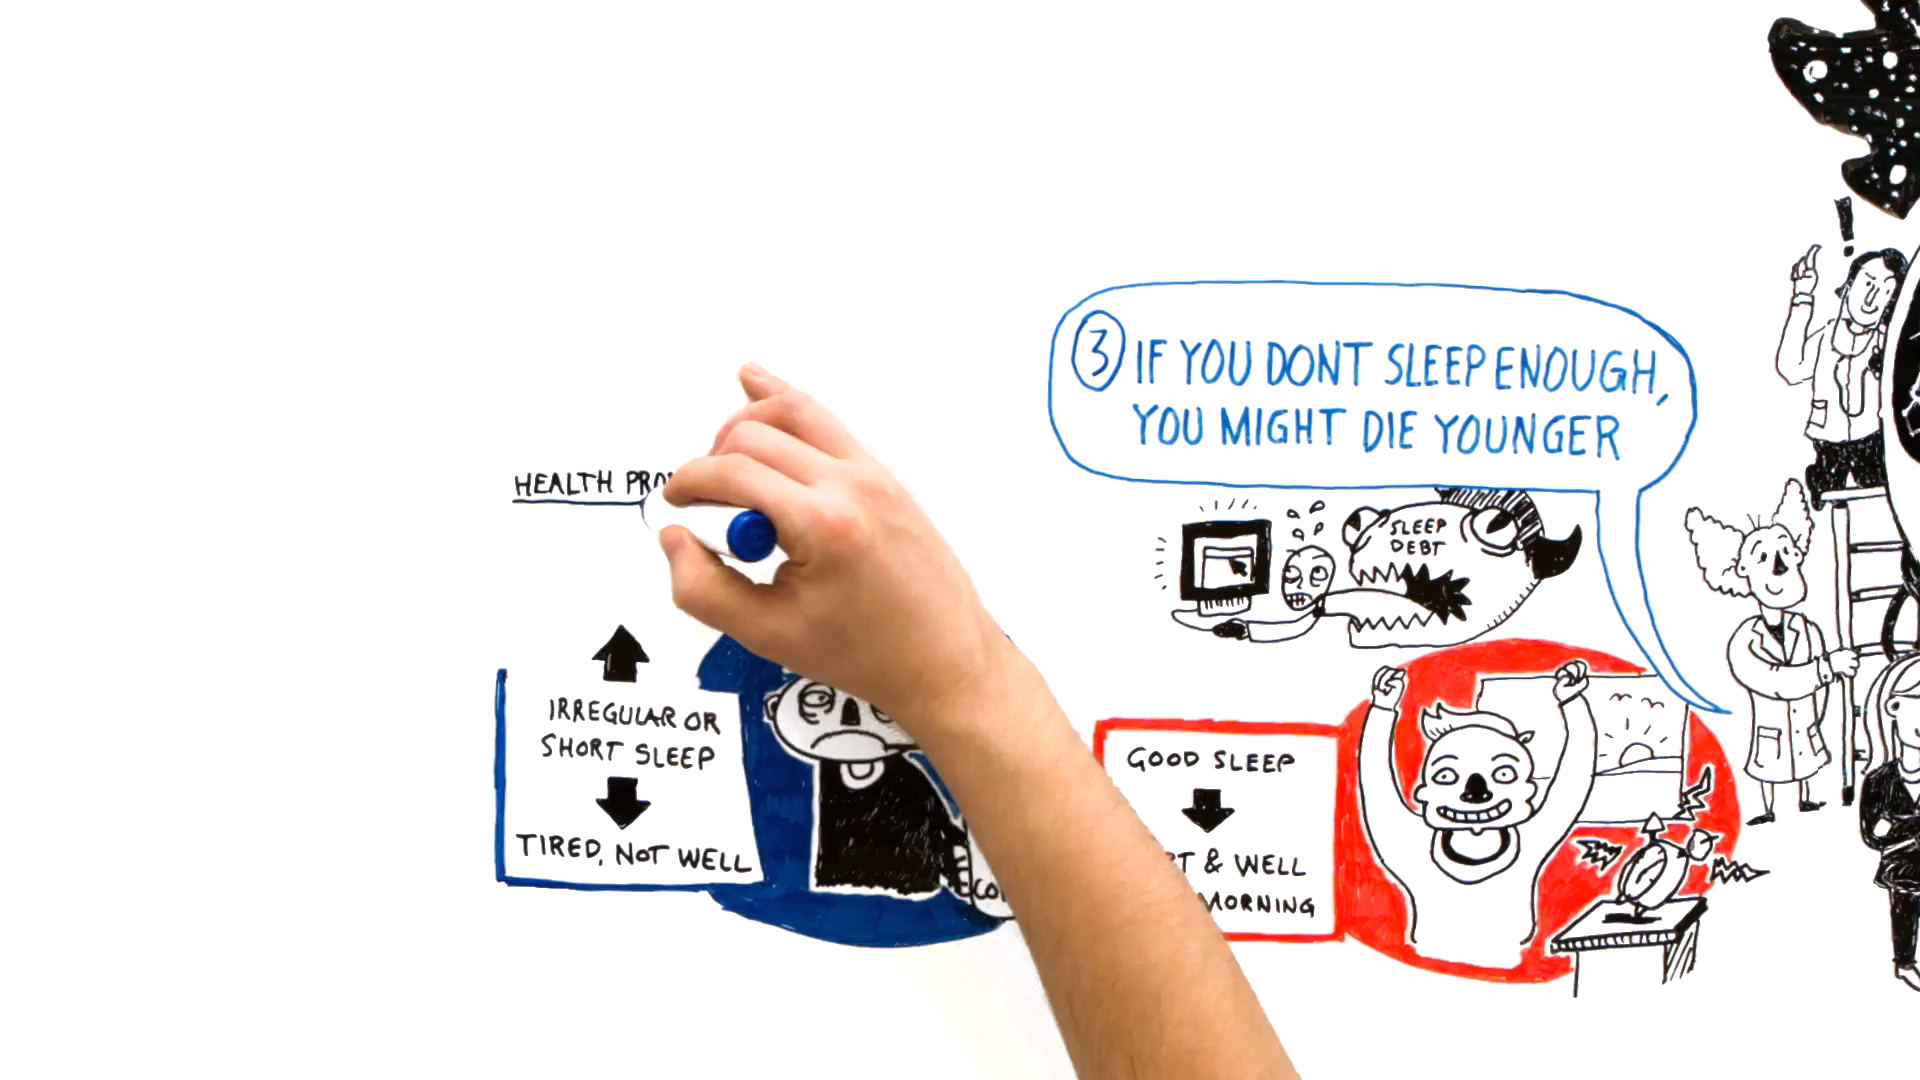 3 IF YOU DONT SLEEP ENOUGH,
YOU MIGHT DIE YOUNGER
HEALTH
SLEEP
DEBT
IRREGULAR OR
SHORT SLEEP
TIRED, NOT WELL
GOOD SLEEP
& WELL
MORNING